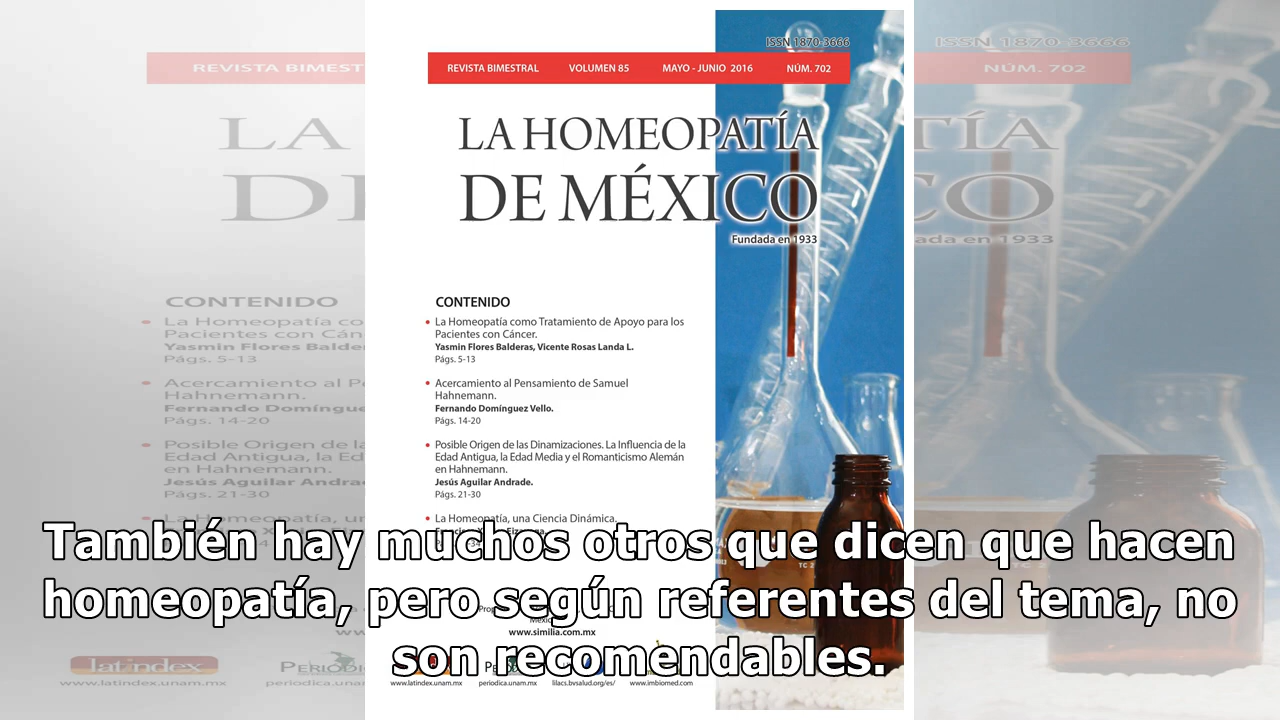 ISSN 1870-3666
REVISTA BIMESTRAL VOLUMEN 85 MAYO - JUNIO 2016 NÚM. 702
LA HOMEOPATÍA
DE MÉXICO
Fundada en 1933
CONTENIDO
• La Homeopatía como Tratamiento de Apoyo para los
Pacientes con Cáncer.
Yasmin Flores Balderas, Vicente Rosas Landa L.
Págs. 5-13
• Acercamiento al Pensamiento de Samuel
Hahnemann.
Fernando Domínguez Vello.
Págs. 14-20
• Posible Origen de las Dinamizaciones. La Influencia de la
Edad Antigua, la Edad Media y el Romanticismo Alemán
en Hahnemann.
Jesús Aguilar Andrade.
Págs. 21-30
• La Homeopatía, una Ciencia Dinámica.
También hay muchos otros que dicen que hacen
homeopatía, pero según referentes del tema, no
son recomendables.
www.similia.com.mx
latindex
www.latindex.unam.mx periodica.unam.mx lilacs.bvsalud.org/es/ www.imbiomed.com